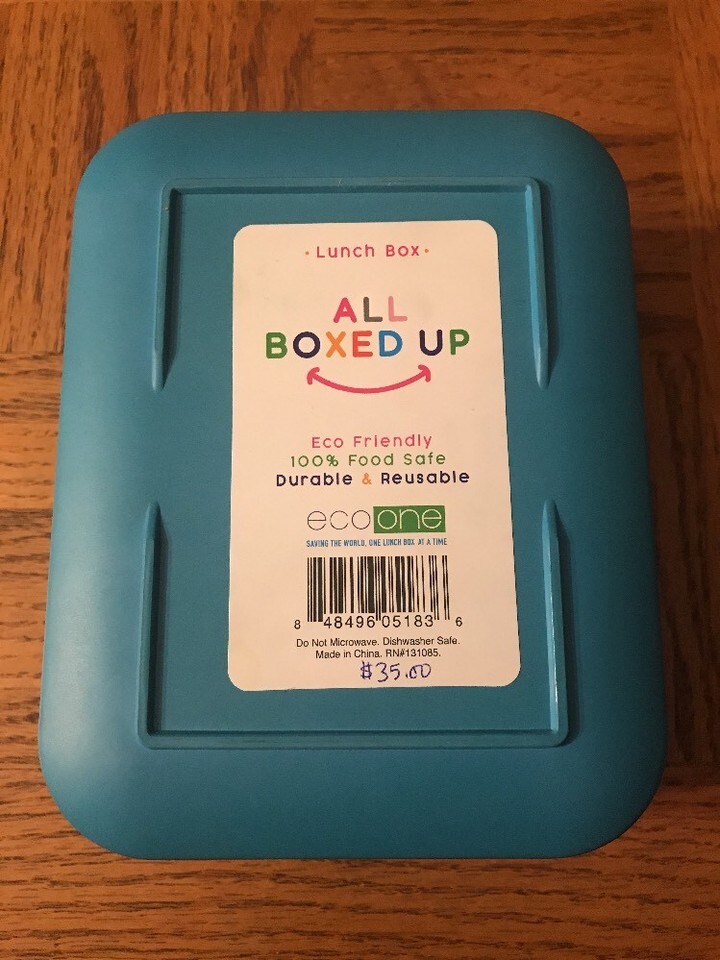 · Lunch Box ·
ALL
BOXED UP
Eco Friendly
100% Food Safe
Durable & Reusable
ecoone
SAVING THE WORLD, ONE LUNCH BOX AT A TIME
8 48496 05183 6
Do Not Microwave. Dishwasher Safe.
Made in China. RN#131085.
$35.00